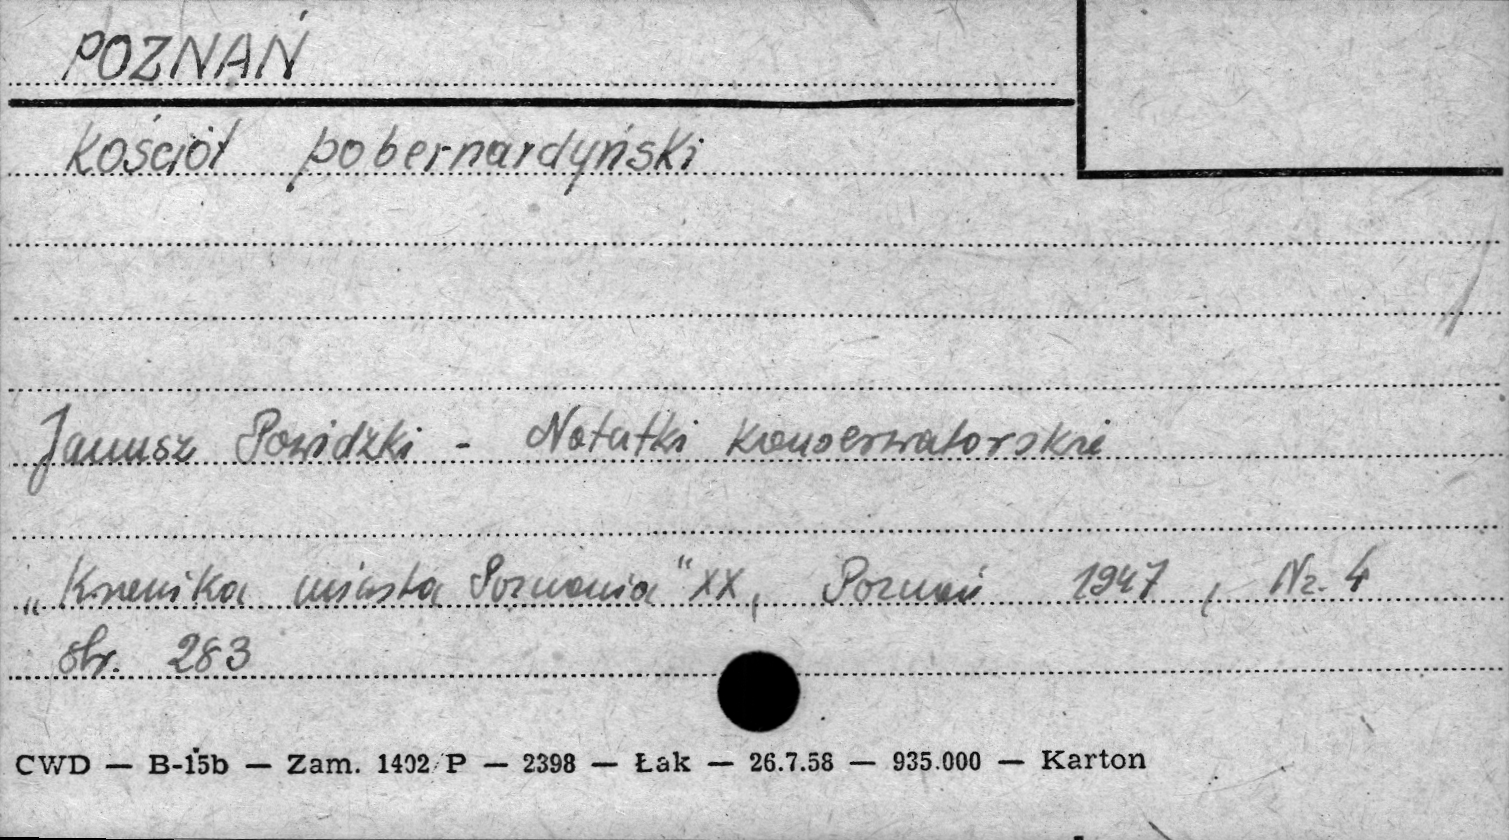 POZNAŃ
Kościół pobernardyński
Janusz Powidzki - Notatki konserwatorskie
„Kronika miasta Poznania" XX, Poznań 1947, Nr. 4
str. 283
CWD — B-15b — Zam. 1402/P — 2398 — Łak — 26.7.58 — 935.000 — Karton